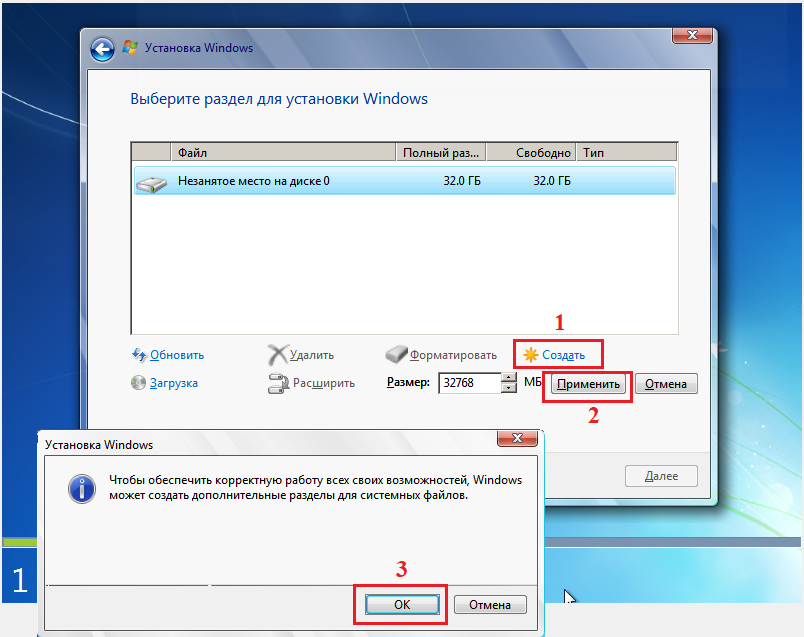 Установка Windows
Выберите раздел для установки Windows
Файл Полный раз... Свободно Тип
Незанятое место на диске 0 32.0 ГБ 32.0 ГБ
1
Обновить Удалить Форматировать Создать
Загрузка Расширить Размер: 32768 МБ Применить Отмена
2
Далее
Установка Windows
Чтобы обеспечить корректную работу всех своих возможностей, Windows
может создать дополнительные разделы для системных файлов.
3
ОК Отмена
1